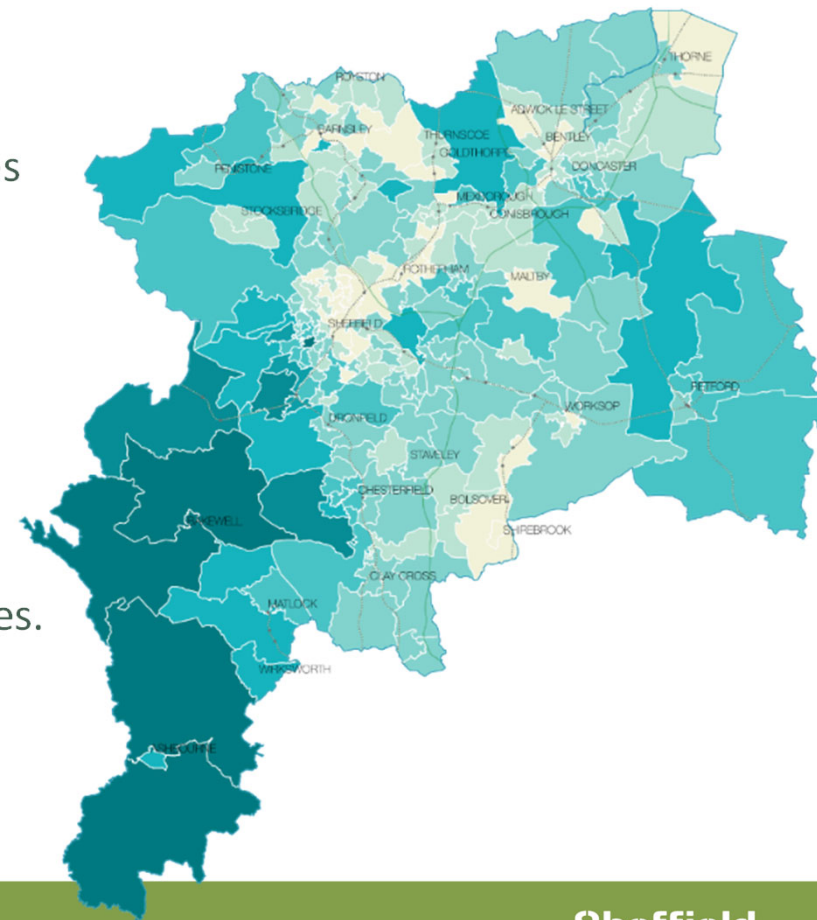 THORNE
ROYSTON
ADWICK LE STREET
BARNSLEY
THURNSCOE
BENTLEY
GOLDTHORPE
DONCASTER
s
PENISTONE
MEXBOROUGH
STOCKSBRIDGE
CONISBROUGH
ROTHERHAM
MALTBY
SHEFFIELD
RETFORD
WORKSOP
DRONFIELD
STAVELEY
CHESTERFIELD
BOLSOVER
BAKEWELL
SHIREBROOK
CLAY CROSS
MATLOCK
es.
WIRKSWORTH
ASHBOURNE
Sheffield